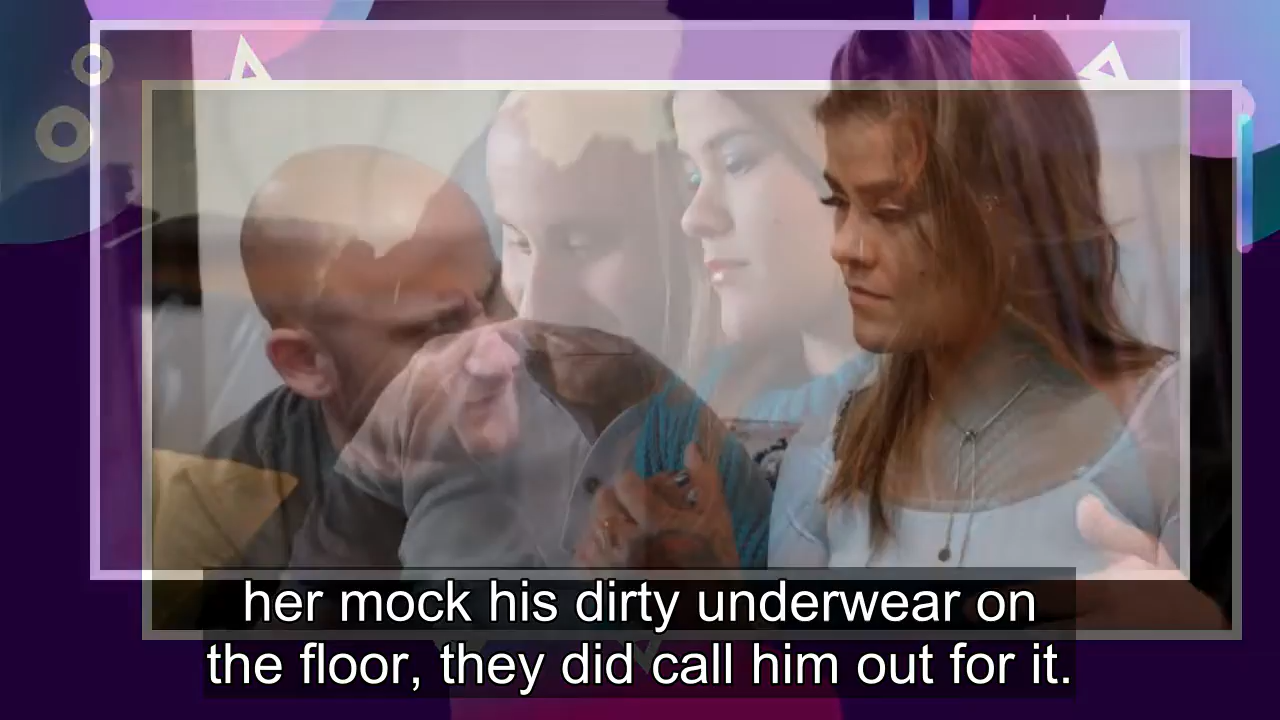 her mock his dirty underwear on
the floor, they did call him out for it.